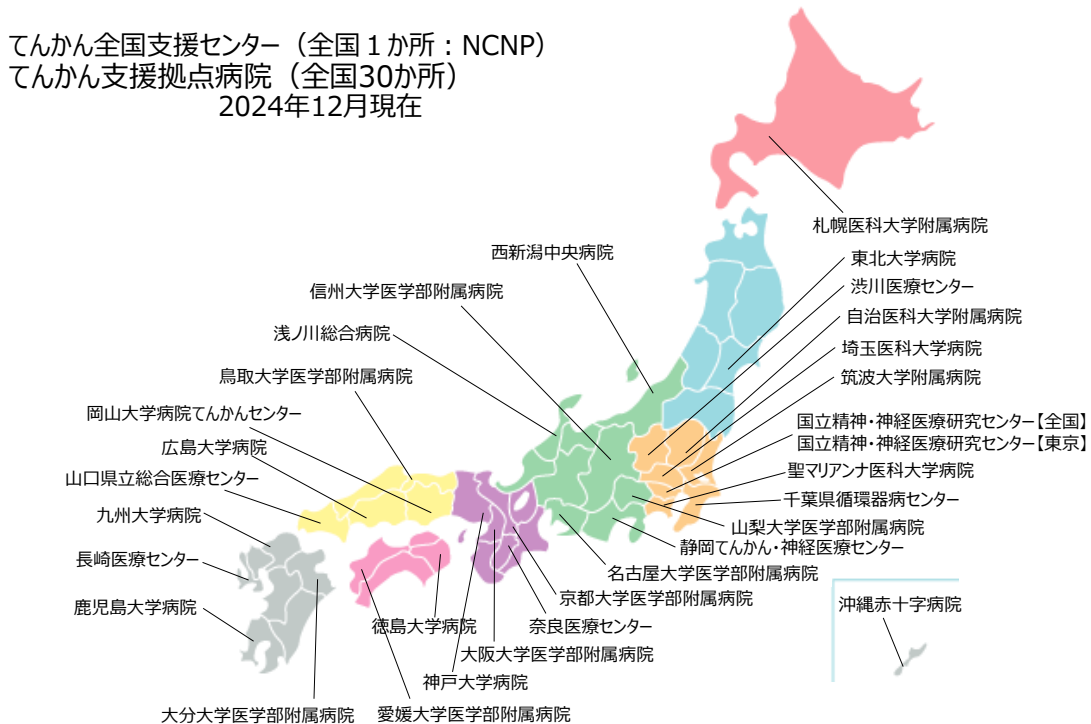 てんかん全国支援センター（全国１か所：NCNP）
てんかん支援拠点病院（全国30か所）
2024年12月現在
札幌医科大学附属病院
西新潟中央病院
東北大学病院
渋川医療センター
信州大学医学部附属病院
自治医科大学附属病院
浅ノ川総合病院
埼玉医科大学病院
鳥取大学医学部附属病院
筑波大学附属病院
岡山大学病院てんかんセンター
国立精神・神経医療研究センター【全国】
国立精神・神経医療研究センター【東京】
広島大学病院
聖マリアンナ医科大学病院
山口県立総合医療センター
千葉県循環器病センター
九州大学病院
山梨大学医学部附属病院
静岡てんかん・神経医療センター
長崎医療センター
名古屋大学医学部附属病院
京都大学医学部附属病院
鹿児島大学病院
沖縄赤十字病院
徳島大学病院
奈良医療センター
大阪大学医学部附属病院
神戸大学病院
大分大学医学部附属病院
愛媛大学医学部附属病院